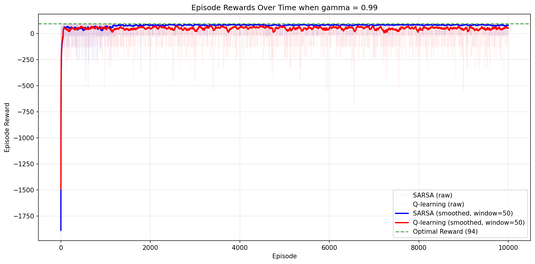 Episode Rewards Over Time when gamma = 0.99
Episode Reward
0
−250
−500
−750
−1000
−1250
−1500
−1750
0
2000
4000
6000
8000
10000
Episode
SARSA (raw)
Q-learning (raw)
SARSA (smoothed, window=50)
Q-learning (smoothed, window=50)
Optimal Reward (94)